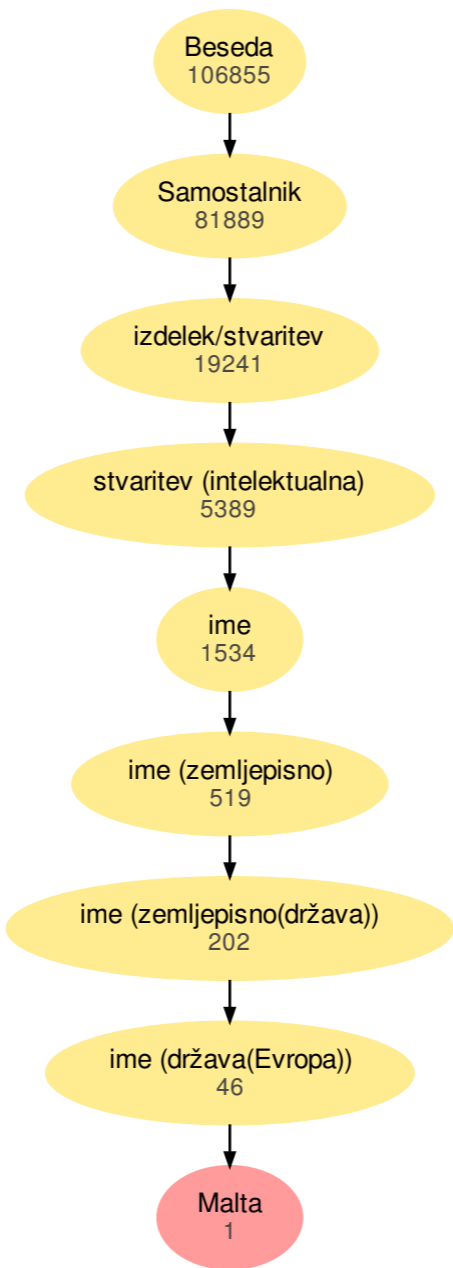 Beseda
106855
Samostalnik
81889
izdelek/stvaritev
19241
stvaritev (intelektualna)
5389
ime
1534
ime (zemljepisno)
519
ime (zemljepisno(država))
202
ime (država(Evropa))
46
Malta
1